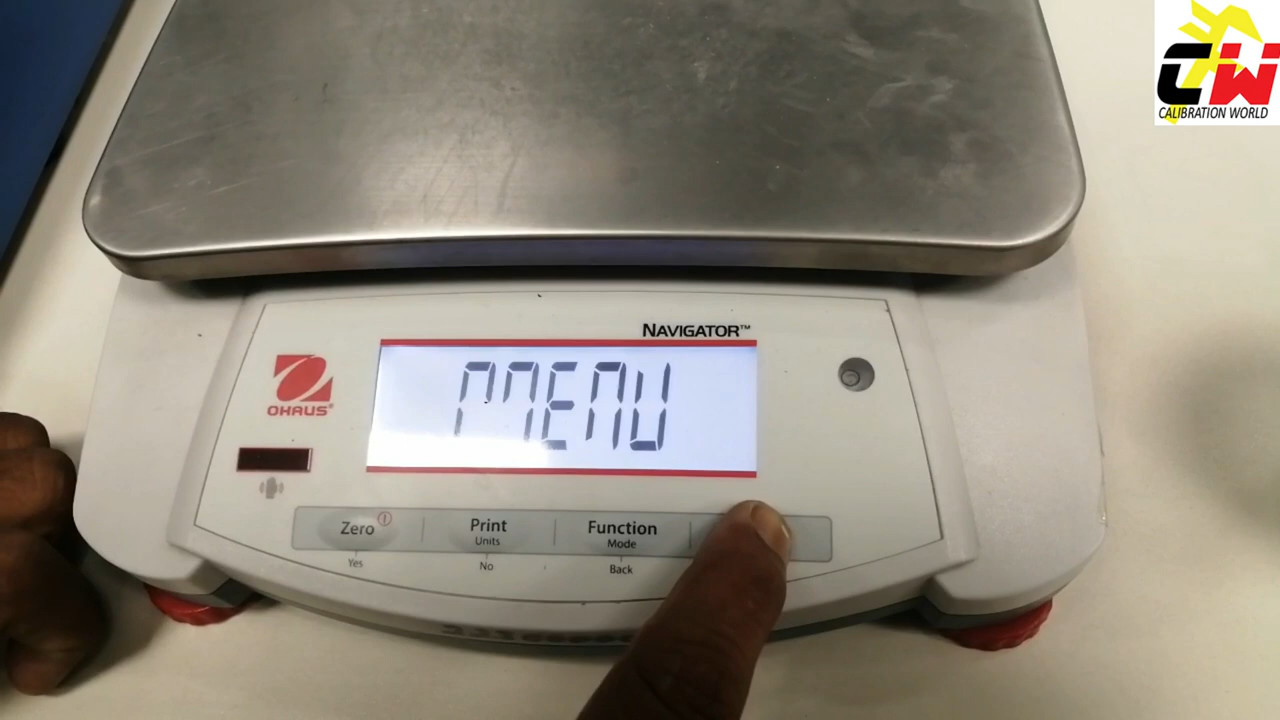 CW
CALIBRATION WORLD
NAVIGATOR™
OHAUS®
MENU
Zero
Print
Units
Function
Mode
Yes
No
Back